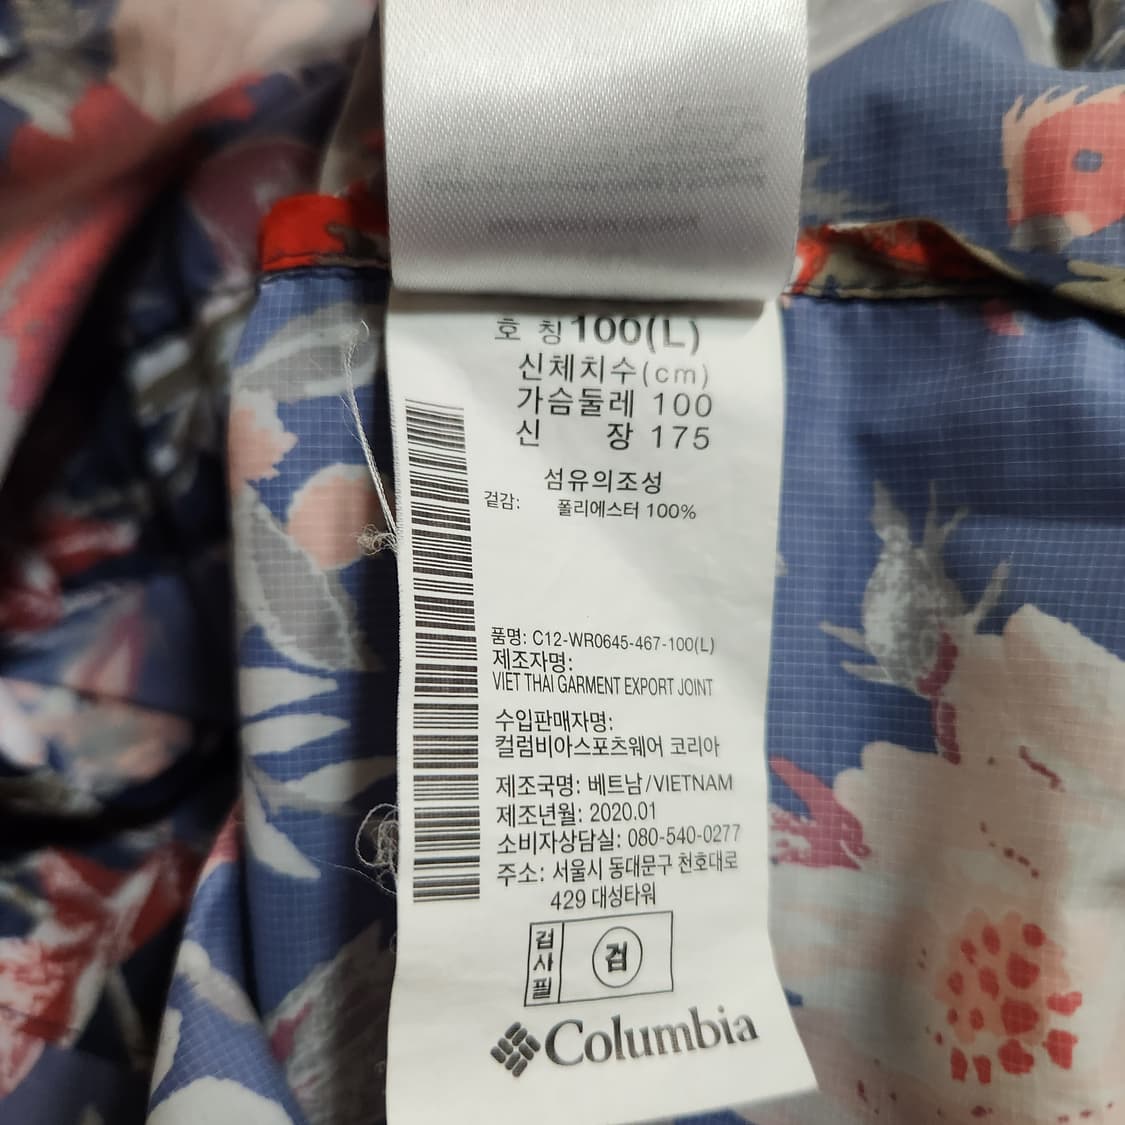 호 칭 100(L)
신체치수(cm)
가슴둘레 100
신 장 175
섬유의조성
겉감: 폴리에스터 100%
품명: C12-WR0645-467-100(L)
제조자명:
VIET THAI GARMENT EXPORT JOINT
수입판매자명:
컬럼비아스포츠웨어 코리아
제조국명: 베트남/VIETNAM
제조년월: 2020.01
소비자상담실: 080-540-0277
주소: 서울시 동대문구 천호대로
429 대성타워
검사필 검
Columbia